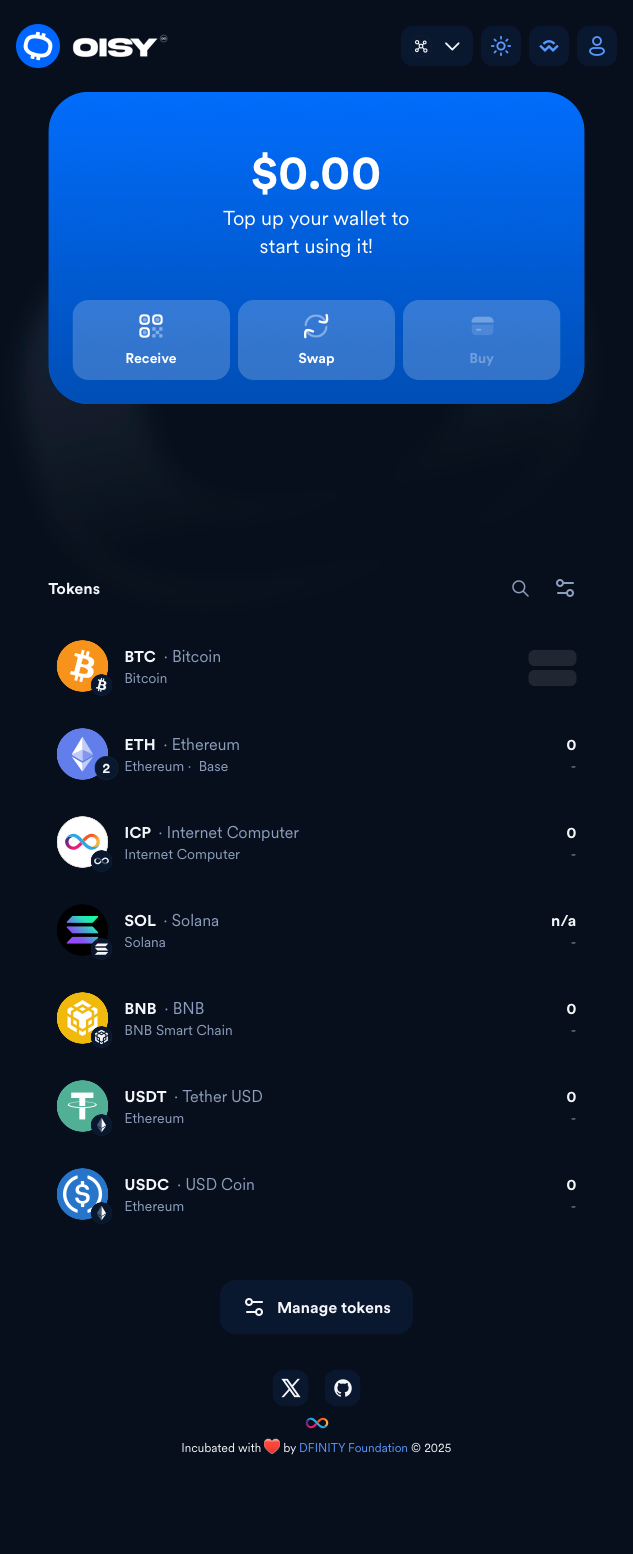 OISY
$0.00
Top up your wallet to
start using it!
Receive
Swap
Buy
Tokens
BTC · Bitcoin
Bitcoin
ETH · Ethereum
0
2
Ethereum · Base
-
ICP · Internet Computer
0
Internet Computer
-
SOL · Solana
n/a
Solana
-
BNB · BNB
0
BNB Smart Chain
-
USDT · Tether USD
0
Ethereum
-
USDC · USD Coin
0
Ethereum
-
Manage tokens
Incubated with ❤️ by DFINITY Foundation © 2025